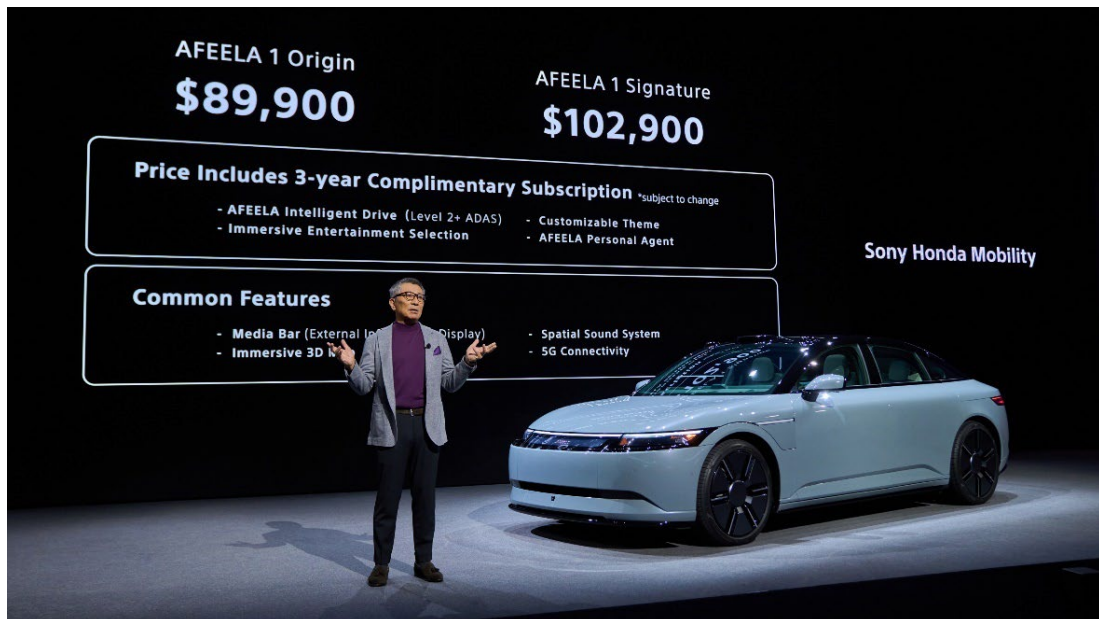 AFEELA 1 Origin
$89,900
AFEELA 1 Signature
$102,900
Price Includes 3-year Complimentary Subscription *subject to change
- AFEELA Intelligent Drive (Level 2+ ADAS)
- Immersive Entertainment Selection
- Customizable Theme
- AFEELA Personal Agent
Sony Honda Mobility
Common Features
- Media Bar (External Display)
- Immersive 3D
- Spatial Sound System
- 5G Connectivity